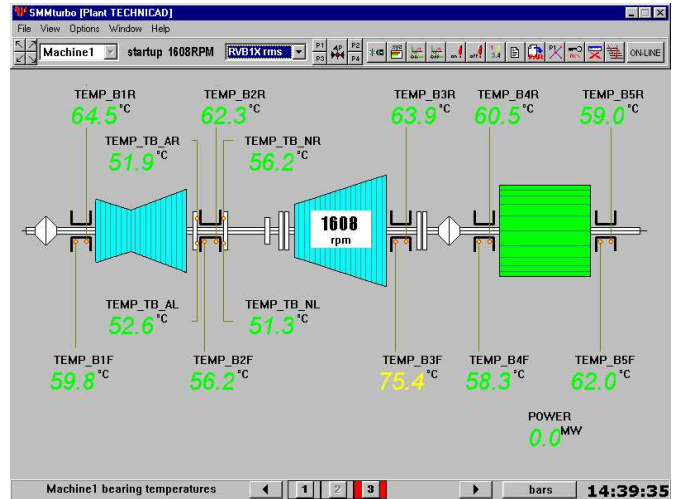 SMMturbo [Plant TECHNICAD]
File View Options Window Help
Machine1 startup 1608RPM RVB1X rms P1 P2 P3 P4 ON-LINE
TEMP_B1R TEMP_B2R TEMP_B3R TEMP_B4R TEMP_B5R
64.5 °C 62.3 °C 63.9 °C 60.5 °C 59.0 °C
TEMP_TB_AR TEMP_TB_NR
51.9 °C 56.2 °C
1608
rpm
TEMP_TB_AL TEMP_TB_NL
52.6 °C 51.3 °C
TEMP_B1F TEMP_B2F TEMP_B3F TEMP_B4F TEMP_B5F
59.8 °C 56.2 °C 75.4 °C 58.3 °C 62.0 °C
POWER
0.0 MW
Machine1 bearing temperatures 1 2 3 bars 14:39:35